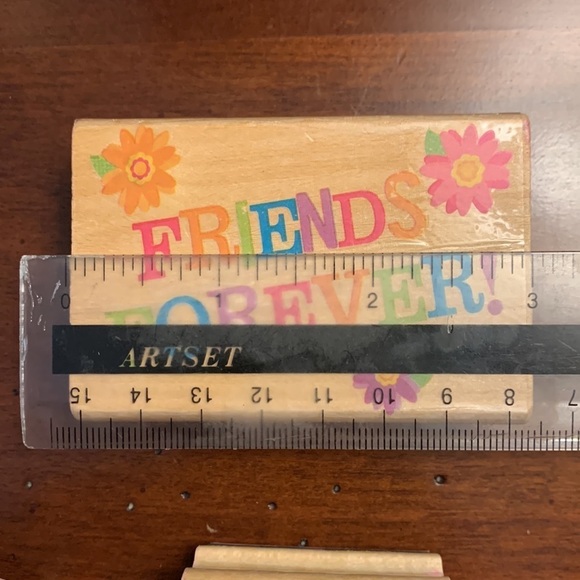 FRIENDS
FOREVER!
0 1 2 3
ARTSET
15 14 13 12 11 10 9 8 7